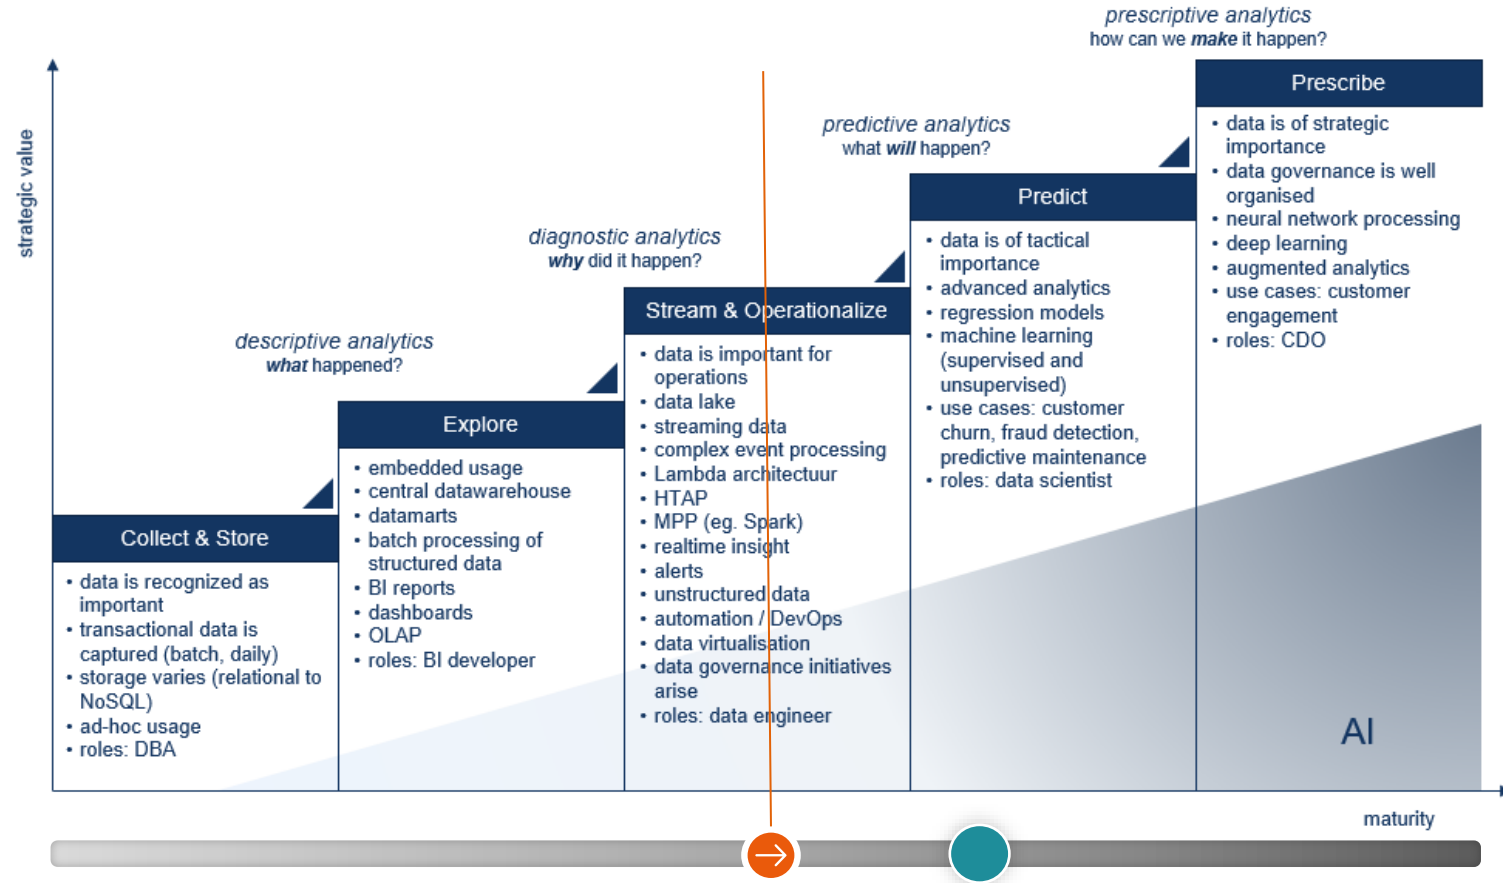 prescriptive analytics
how can we make it happen?
Prescribe
• data is of strategic
importance
• data governance is well
organised
• neural network processing
• deep learning
• augmented analytics
• use cases: customer
engagement
• roles: CDO
predictive analytics
what will happen?
Predict
• data is of tactical
importance
• advanced analytics
• regression models
• machine learning
(supervised and
unsupervised)
• use cases: customer
churn, fraud detection,
predictive maintenance
• roles: data scientist
diagnostic analytics
why did it happen?
Stream & Operationalize
• data is important for
operations
• data lake
• streaming data
• complex event processing
• Lambda architectuur
• HTAP
• MPP (eg. Spark)
• realtime insight
• alerts
• unstructured data
• automation / DevOps
• data virtualisation
• data governance initiatives
arise
• roles: data engineer
descriptive analytics
what happened?
Explore
• embedded usage
• central datawarehouse
• datamarts
• batch processing of
structured data
• BI reports
• dashboards
• OLAP
• roles: BI developer
Collect & Store
• data is recognized as
important
• transactional data is
captured (batch, daily)
• storage varies (relational to
NoSQL)
• ad-hoc usage
• roles: DBA
strategic value
AI
maturity